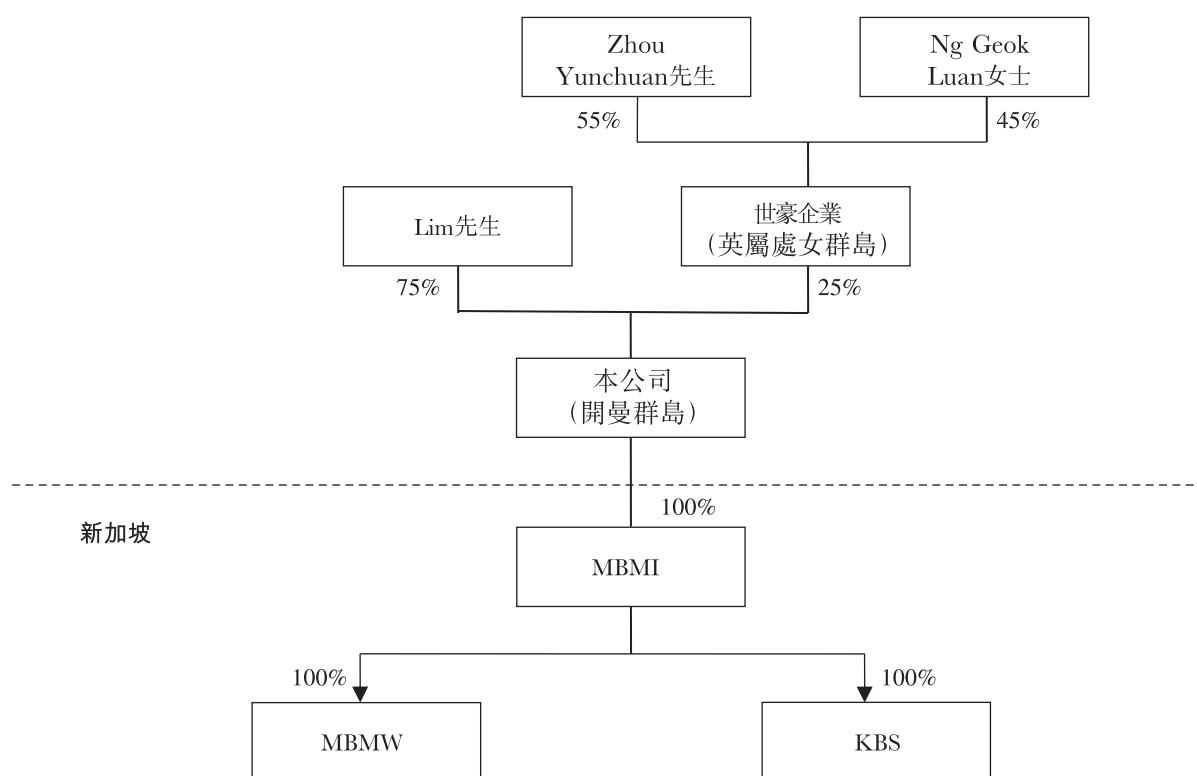 Zhou
Yunchuan先生
Ng Geok
Luan女士
55%
45%
Lim先生
世豪企業
（英屬處女群島）
75%
25%
本公司
（開曼群島）
100%
新加坡
MBMI
100%
100%
MBMW
KBS